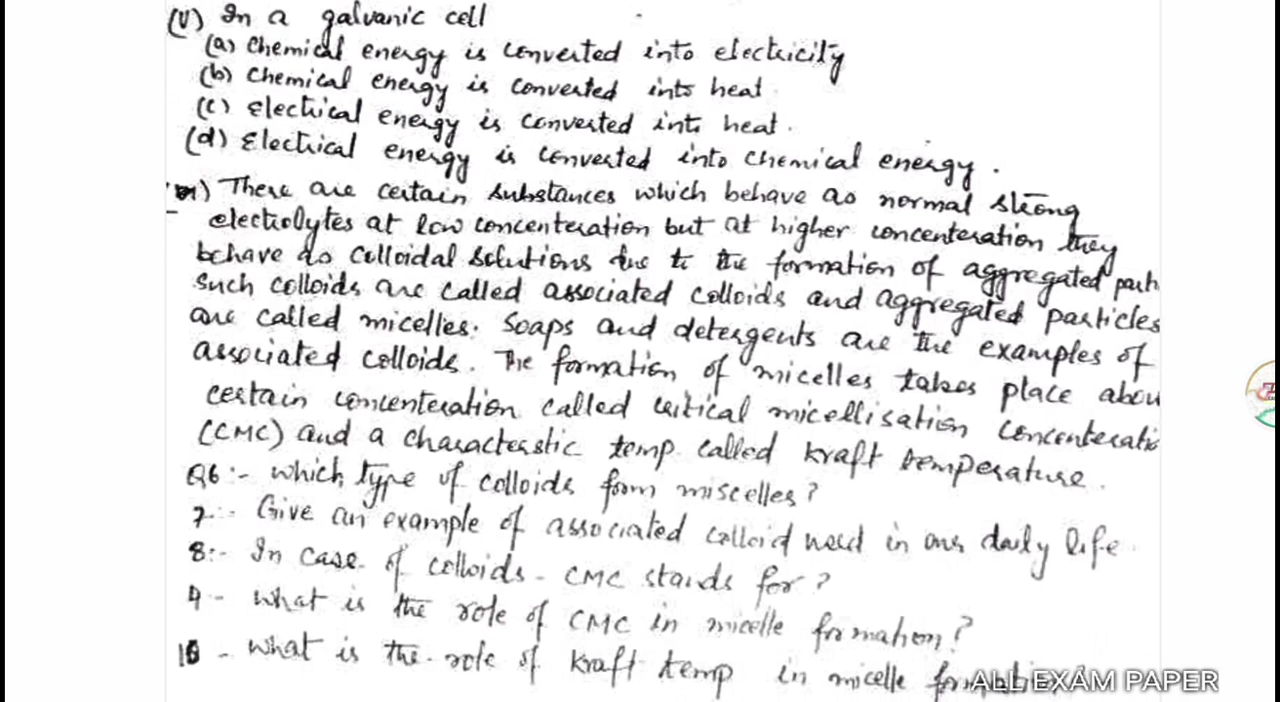 (V) In a galvanic cell
(a) Chemical energy is converted into electricity
(b) Chemical energy is converted into heat
(c) Electrical energy is converted into heat.
(d) Electrical energy is converted into chemical energy.
There are certain substances which behave as normal strong
electrolytes at low concenteration but at higher concenteration they
behave as colloidal solutions due to the formation of aggregated parti
such colloids are called associated colloids and aggregated particles
are called micelles. Soaps and detergents are the examples of
associated colloids. The formation of micelles takes place abov
certain concenteration called critical micellisation concenteratio
(CMC) and a characterstic temp called kraft temperature.
Q6:- which type of colloids form miscelles?
7:- Give an example of associated colloid used in our daily life.
8:- In case of colloids - CMC stands for?
9- what is the role of CMC in micelle formation?
10 - what is the role of kraft temp in micelle
ALL EXAM PAPER